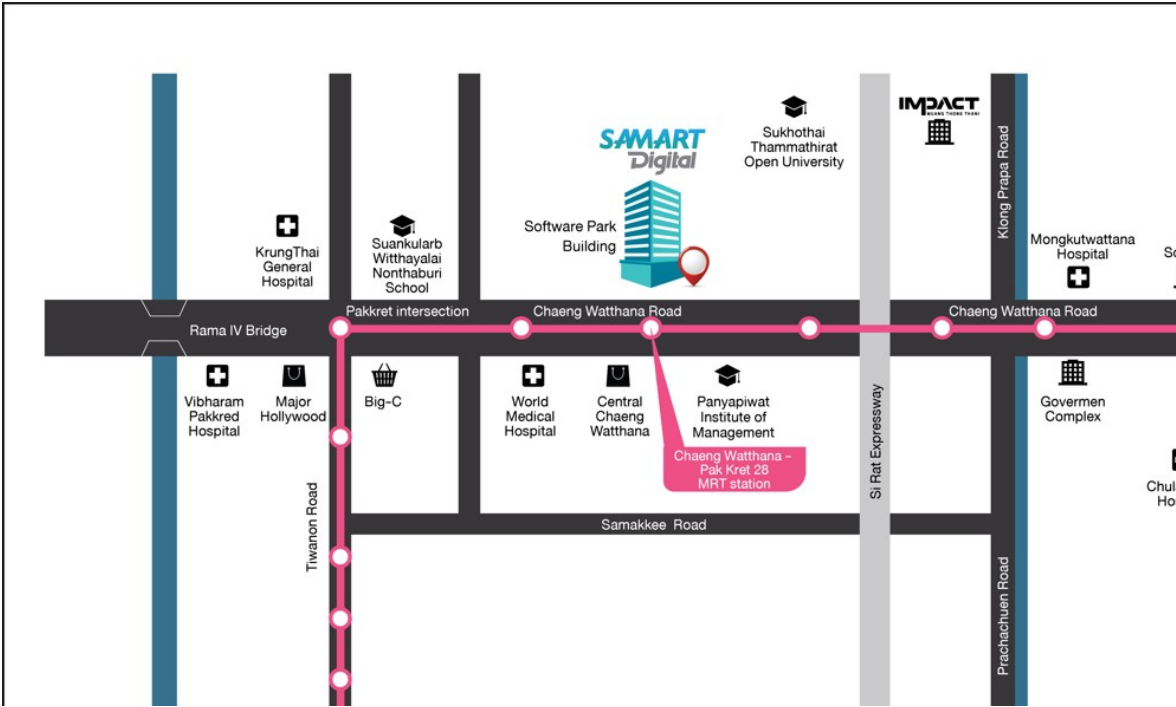 IMPACT
MUANG THONG THANI
SAMART
Digital
Sukhothai
Thammathirat
Open University
Klong Prapa Road
Software Park
Building
KrungThai
General
Hospital
Suankularb
Witthayalai
Nonthaburi
School
Mongkutwattana
Hospital
Pakkret intersection
Chaeng Watthana Road
Chaeng Watthana Road
Rama IV Bridge
Vibharam
Pakkred
Hospital
Major
Hollywood
Big-C
World
Medical
Hospital
Central
Chaeng
Watthana
Panyapiwat
Institute of
Management
Govermen
Complex
Si Rat Expressway
Chaeng Watthana -
Pak Kret 28
MRT station
Tiwanon Road
Samakkee Road
Prachachuen Road